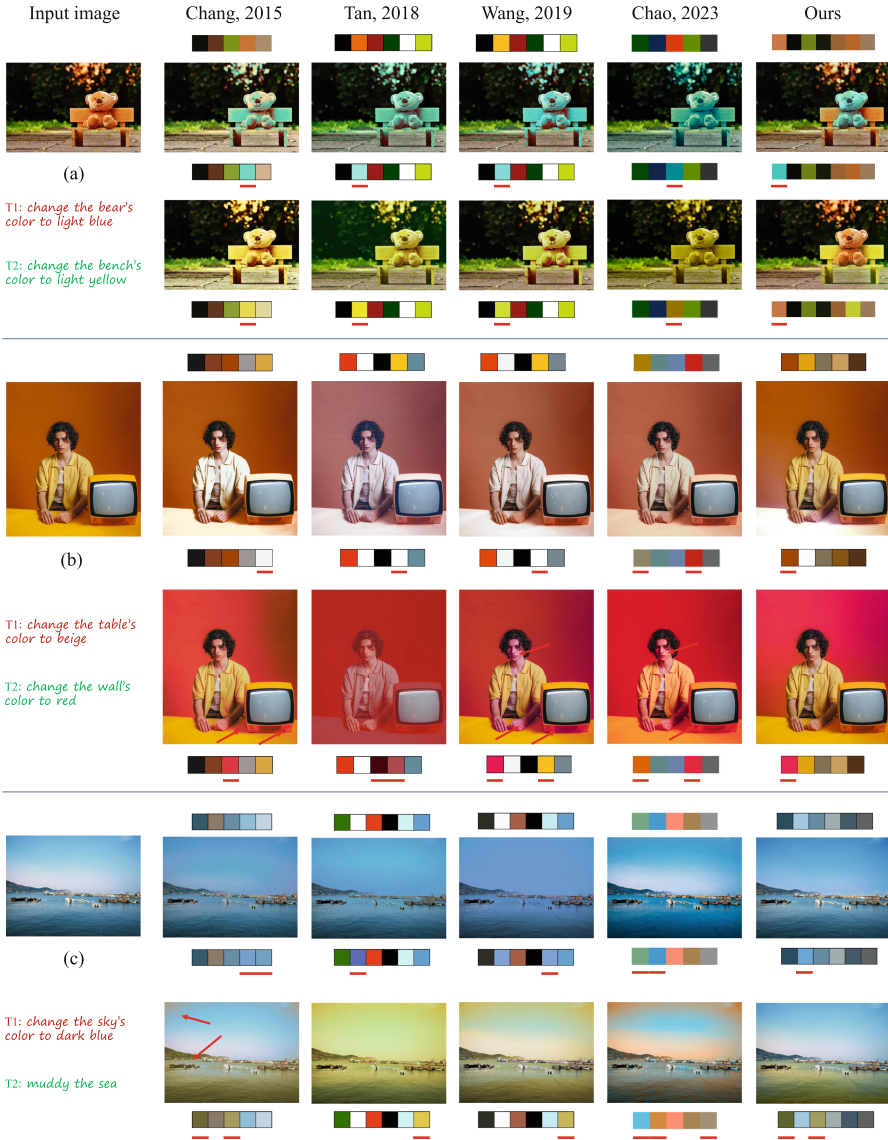 Input image
Chang, 2015
Tan, 2018
Wang, 2019
Chao, 2023
Ours
(a)
T1: change the bear's
color to light blue
T2: change the bench's
color to light yellow
(b)
T1: change the table's
color to beige
T2: change the wall's
color to red
(c)
T1: change the sky's
color to dark blue
T2: muddy the sea